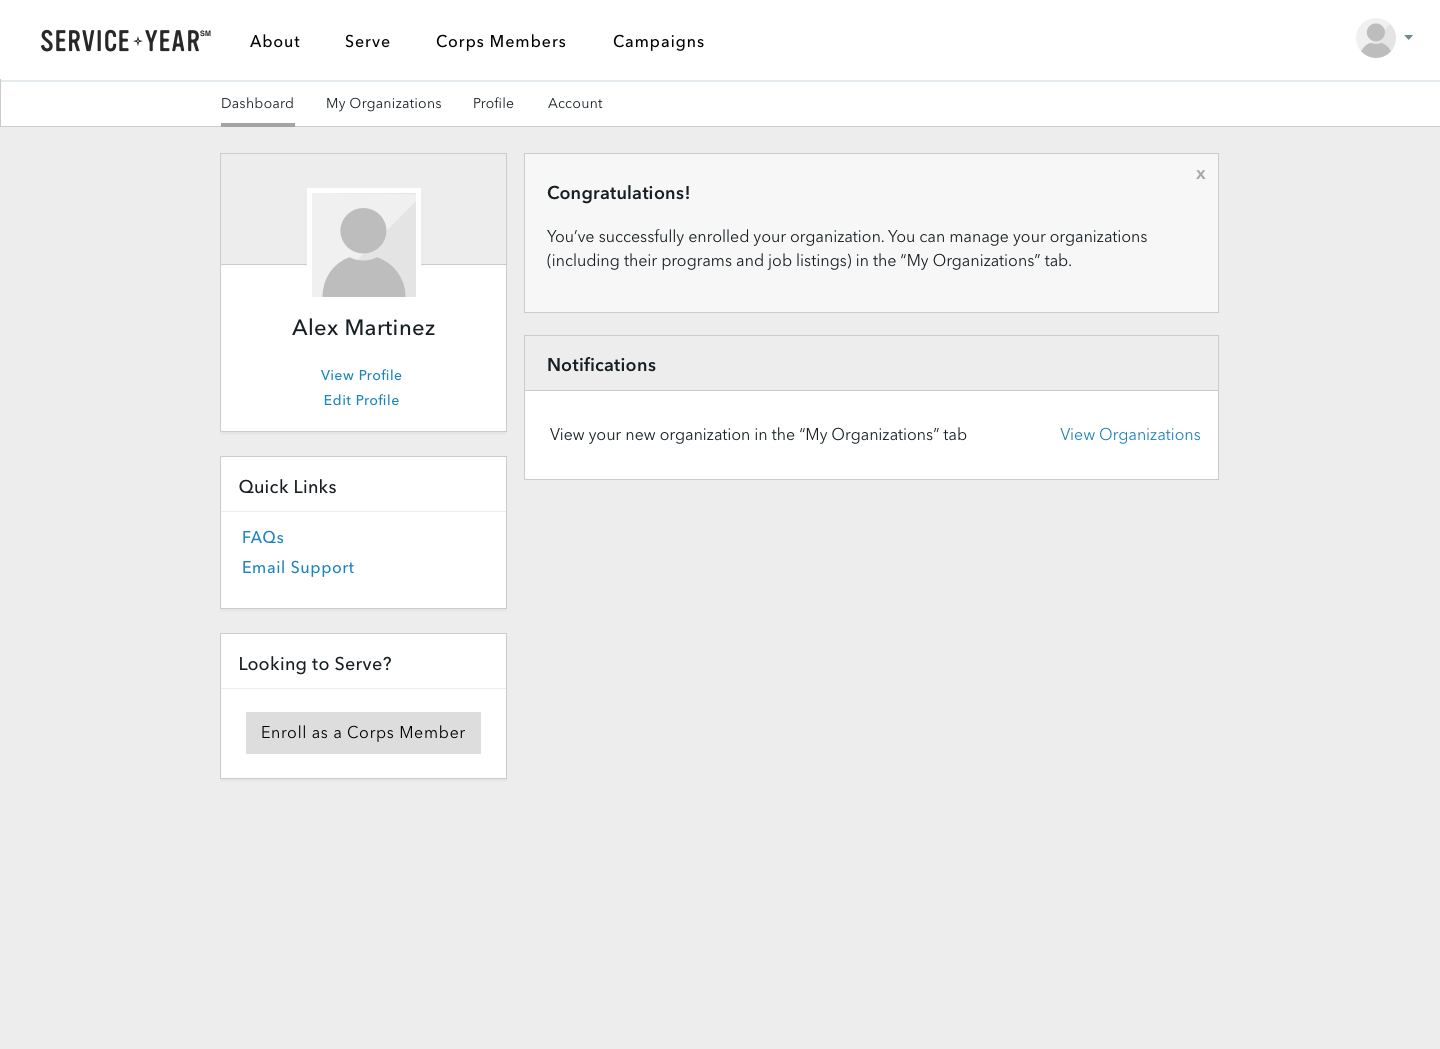 SERVICE YEAR℠
About Serve Corps Members Campaigns
Dashboard My Organizations Profile Account
Alex Martinez
View Profile
Edit Profile
Quick Links
FAQs
Email Support
Looking to Serve?
Enroll as a Corps Member
x
Congratulations!
You’ve successfully enrolled your organization. You can manage your organizations
(including their programs and job listings) in the “My Organizations” tab.
Notifications
View your new organization in the “My Organizations” tab View Organizations